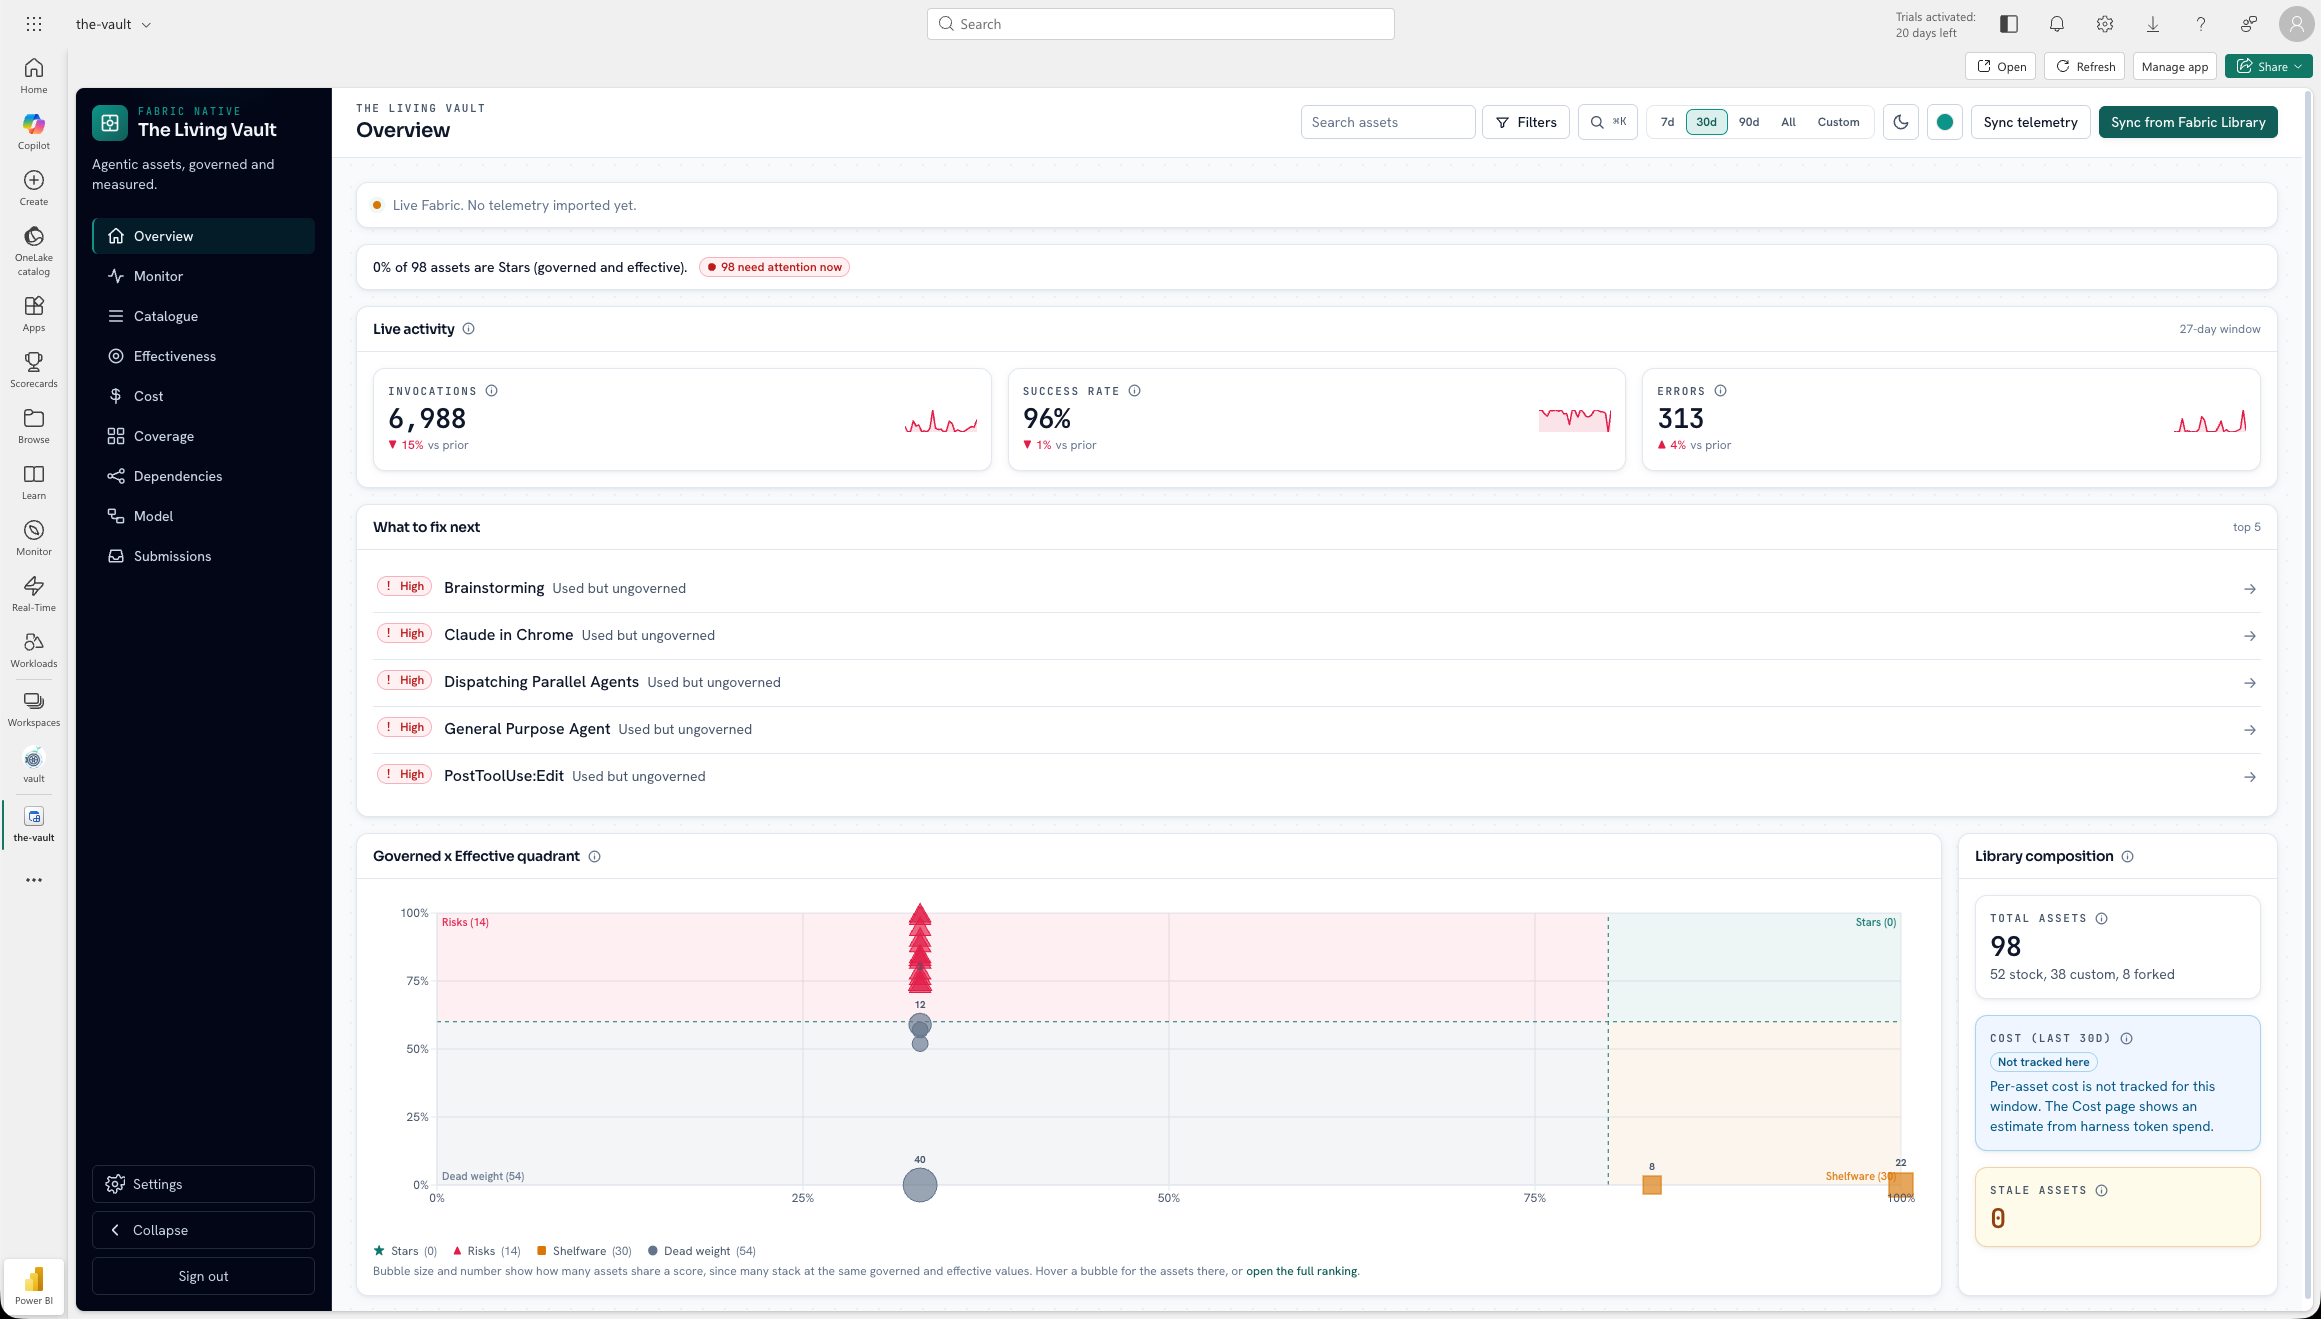 the-vault
Search
Trials activated:
20 days left
Open
Refresh
Manage app
Share
Home
Copilot
Create
OneLake
catalog
Apps
Scorecards
Browse
Learn
Monitor
Real-Time
Workloads
Workspaces
vault
the-vault
Power BI
FABRIC NATIVE
The Living Vault
Agentic assets, governed and
measured.
Overview
Monitor
Catalogue
Effectiveness
Cost
Coverage
Dependencies
Model
Submissions
Settings
Collapse
Sign out
THE LIVING VAULT
Overview
Search assets
Filters
⌘K
7d
30d
90d
All
Custom
Sync telemetry
Sync from Fabric Library
Live Fabric. No telemetry imported yet.
0% of 98 assets are Stars (governed and effective).
98 need attention now
Live activity
27-day window
INVOCATIONS
6,988
▼ 15% vs prior
SUCCESS RATE
96%
▼ 1% vs prior
ERRORS
313
▲ 4% vs prior
What to fix next
top 5
! High Brainstorming Used but ungoverned
! High Claude in Chrome Used but ungoverned
! High Dispatching Parallel Agents Used but ungoverned
! High General Purpose Agent Used but ungoverned
! High PostToolUse:Edit Used but ungoverned
Governed x Effective quadrant
100%
75%
50%
25%
0%
Risks (14)
Stars (0)
12
40
Dead weight (54)
8
Shelfware (30)
22
0%
25%
50%
75%
100%
Stars (0)
Risks (14)
Shelfware (30)
Dead weight (54)
Bubble size and number show how many assets share a score, since many stack at the same governed and effective values. Hover a bubble for the assets there, or open the full ranking.
Library composition
TOTAL ASSETS
98
52 stock, 38 custom, 8 forked
COST (LAST 30D)
Not tracked here
Per-asset cost is not tracked for this
window. The Cost page shows an
estimate from harness token spend.
STALE ASSETS
0